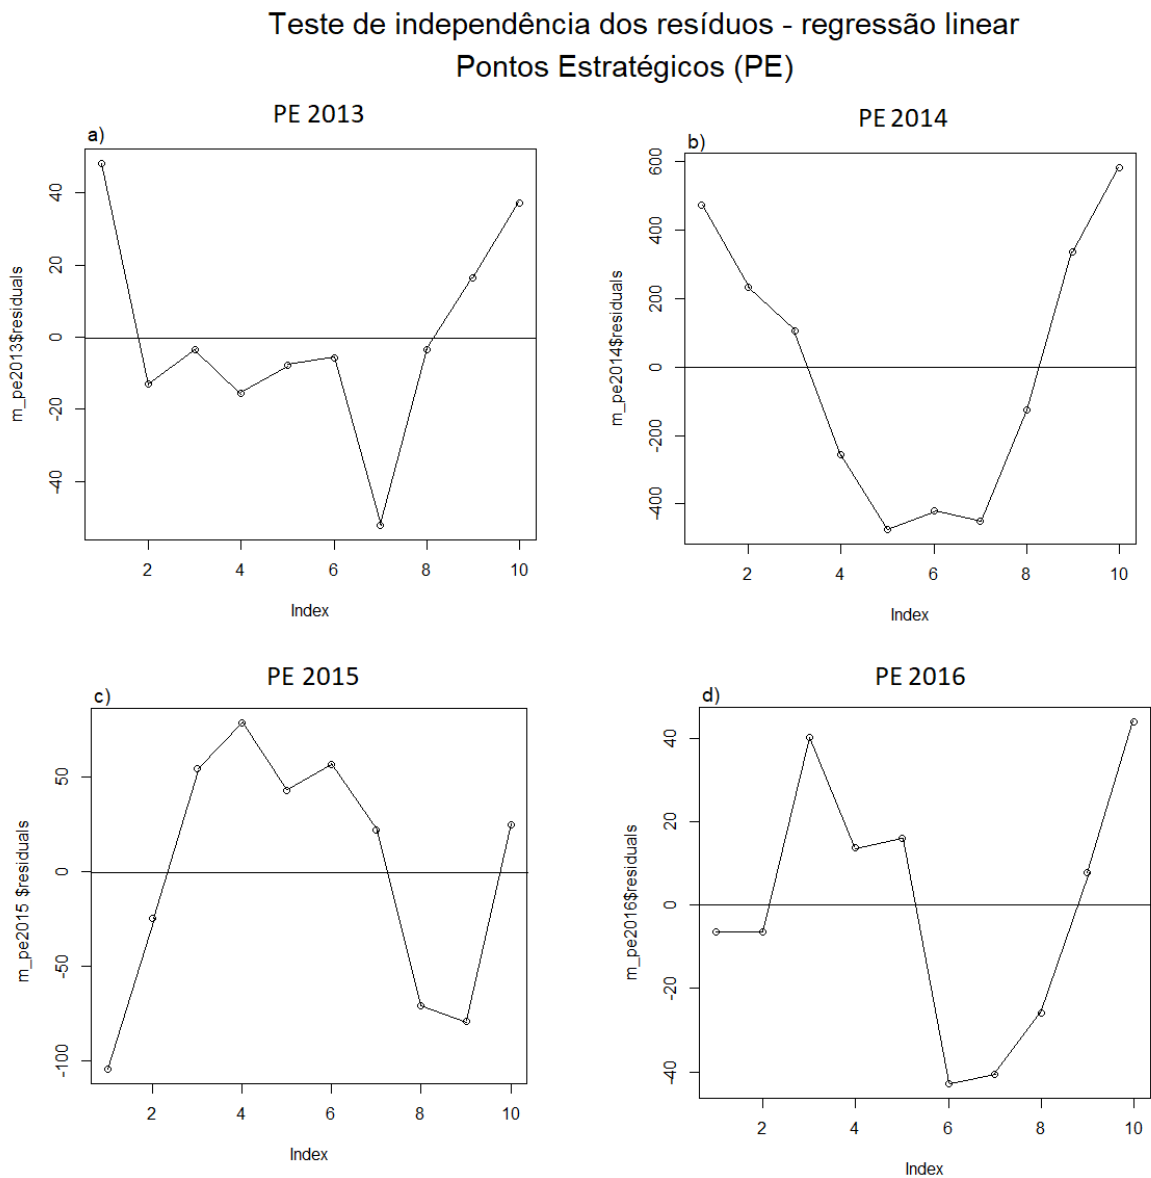 Teste de independência dos resíduos - regressão linear
Pontos Estratégicos (PE)
PE 2013
a)
m_pe2013$residuals
40
20
0
-20
-40
2 4 6 8 10
Index
PE 2014
b)
m_pe2014$residuals
600
400
200
0
-200
-400
2 4 6 8 10
Index
PE 2015
c)
m_pe2015 $residuals
50
0
-50
-100
2 4 6 8 10
Index
PE 2016
d)
m_pe2016$residuals
40
20
0
-20
-40
2 4 6 8 10
Index